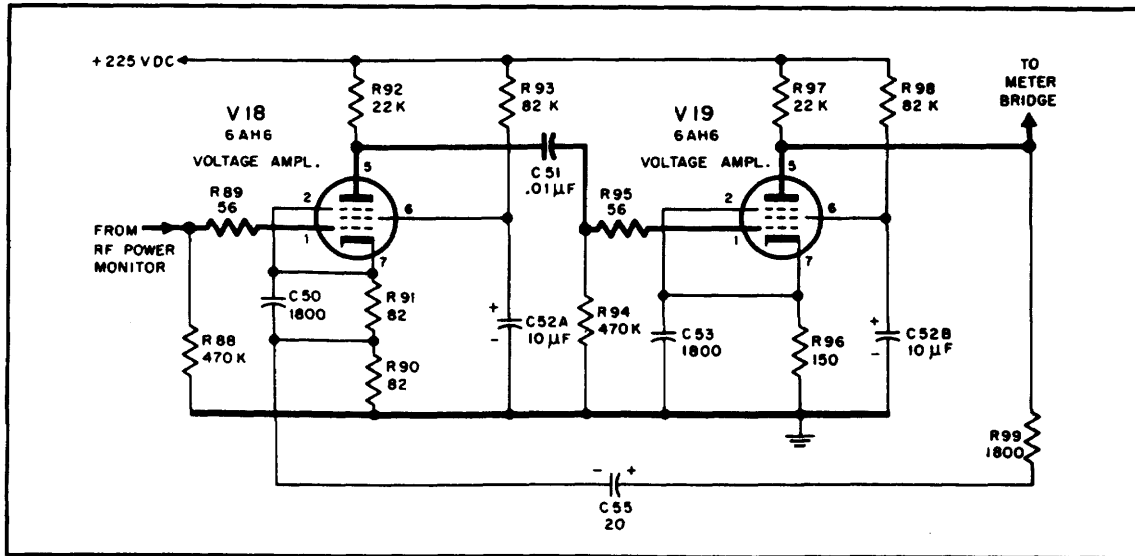 +225 VDC
R92
22 K
R93
82 K
R97
22 K
R98
82 K
TO
METER
BRIDGE
V18
6AH6
VOLTAGE AMPL.
V19
6AH6
VOLTAGE AMPL.
5
C51
.01µF
5
R89
56
2
6
1
7
R95
56
2
6
1
7
FROM
RF POWER
MONITOR
C50
1800
R91
82
R88
470 K
R90
82
+
C52A
10 µF
-
R94
470K
C53
1800
R96
150
+
C52B
10 µF
-
R99
1800
- +
C55
20